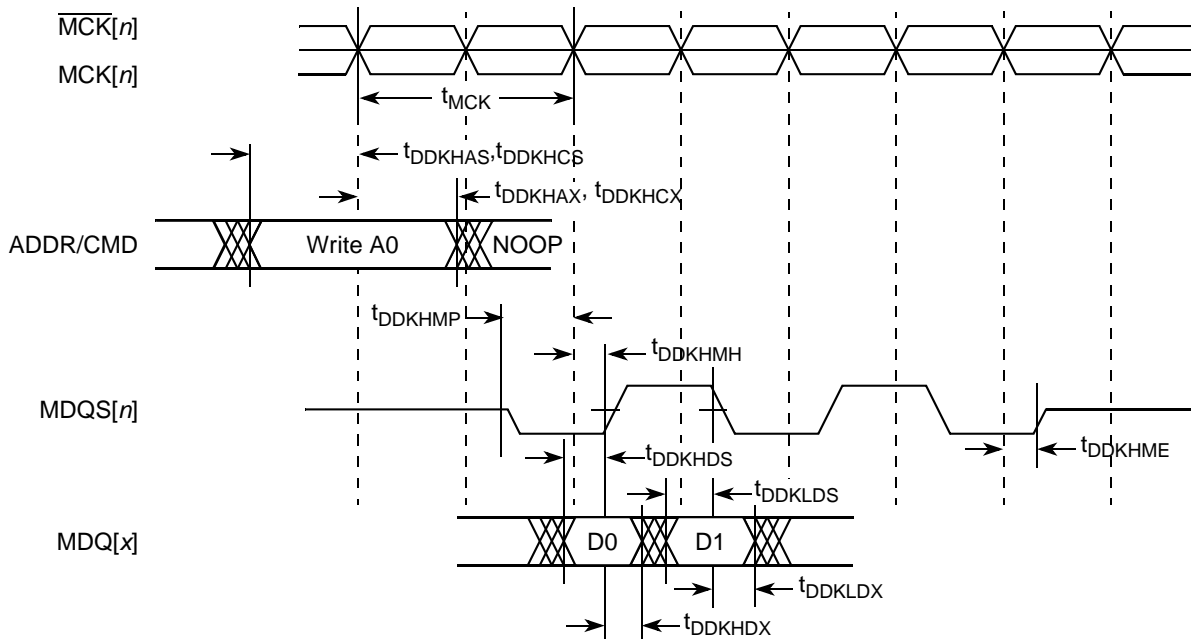 MCK[n]
MCK[n]
tMCK
tDDKHAS,tDDKHCS
tDDKHAX, tDDKHCX
ADDR/CMD
Write A0
NOOP
tDDKHMP
tDDKHMH
MDQS[n]
tDDKHDS
tDDKHME
tDDKLDS
MDQ[x]
D0
D1
tDDKLDX
tDDKHDX